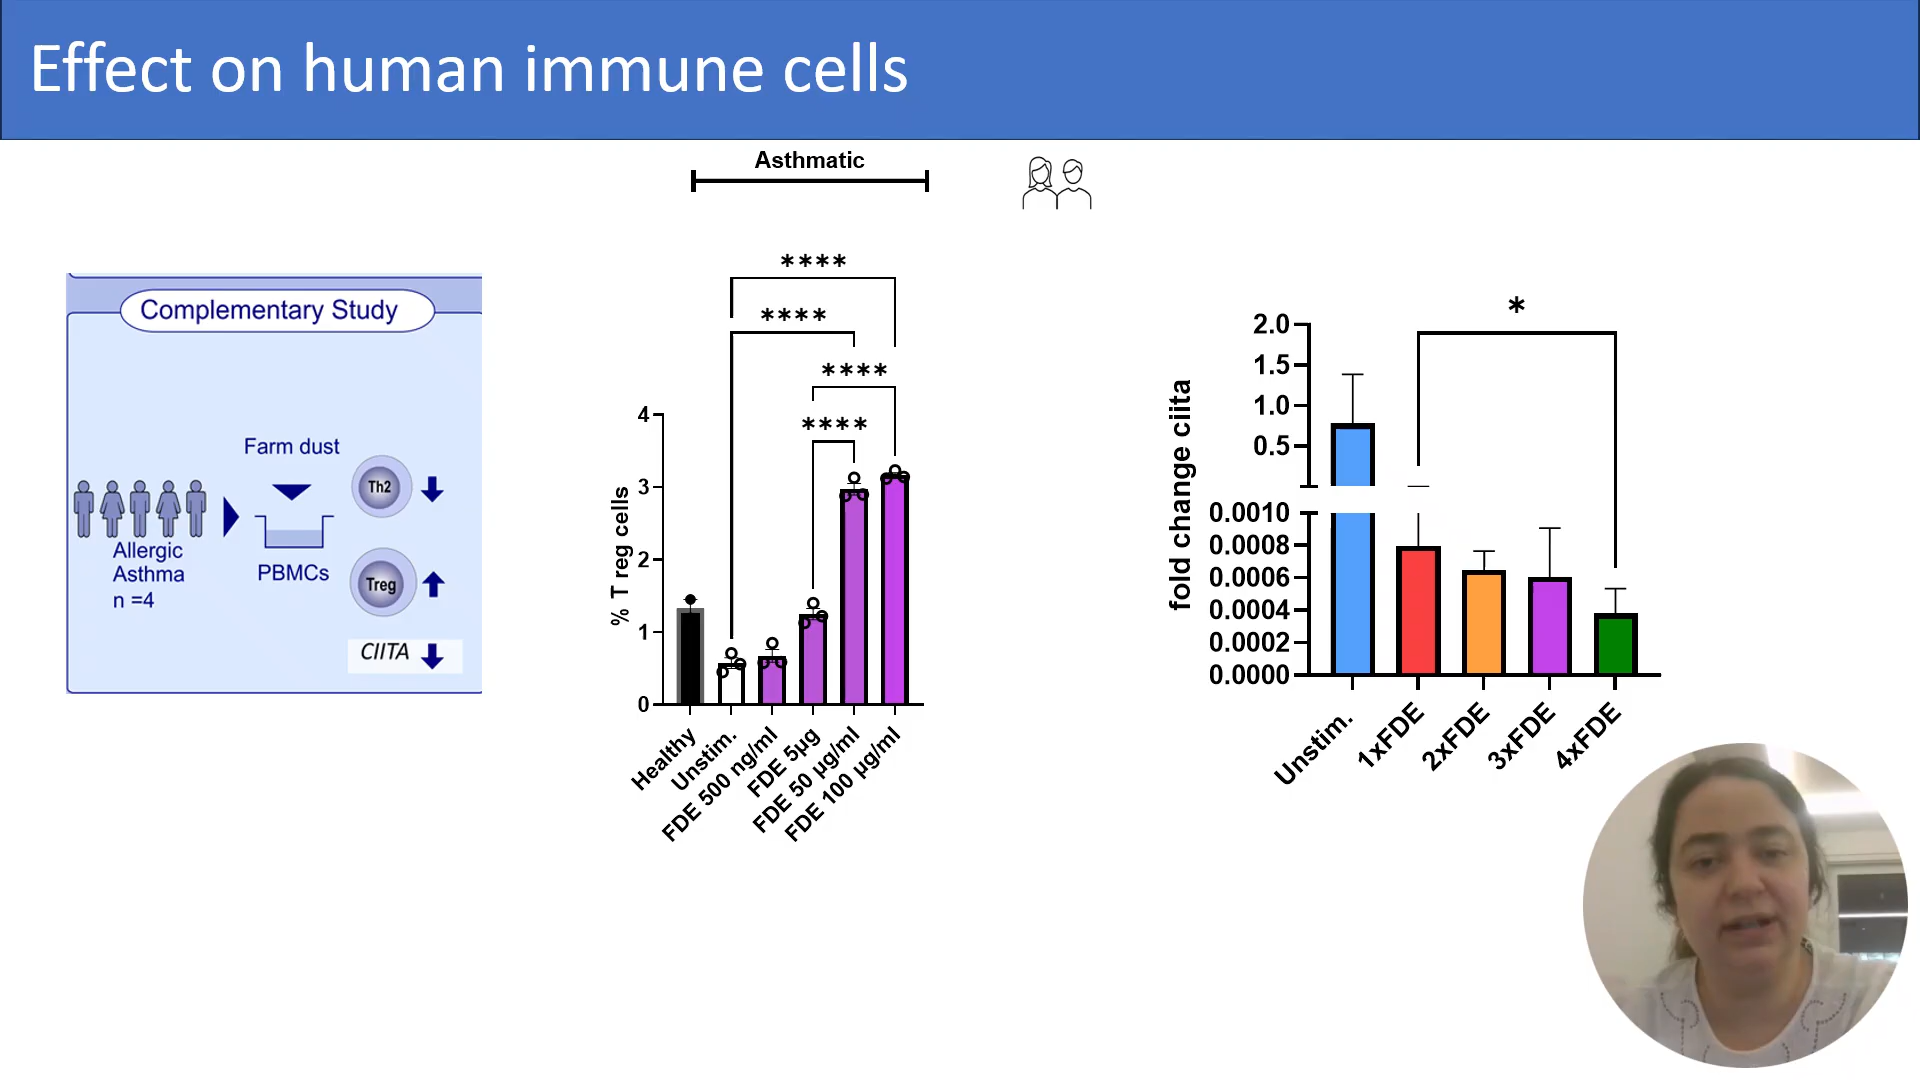 Effect on human immune cells
Complementary Study
Farm dust
Th2
Allergic
Asthma
n =4
PBMCs
Treg
CIITA
Asthmatic
****
****
****
****
% T reg cells
4
3
2
1
0
Healthy
Unstim.
FDE 500 ng/ml
FDE 5µg
FDE 50 µg/ml
FDE 100 µg/ml
*
fold change ciita
2.0
1.5
1.0
0.5
0.0010
0.0008
0.0006
0.0004
0.0002
0.0000
Unstim.
1xFDE
2xFDE
3xFDE
4xFDE